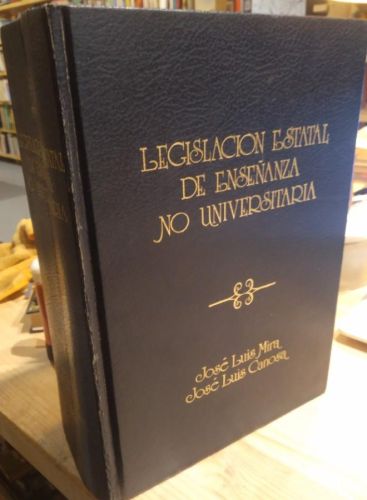 LEGISLACION ESTATAL
DE ENSEÑANZA
NO UNIVERSITARIA
José Luis Mira
José Luis Canosa